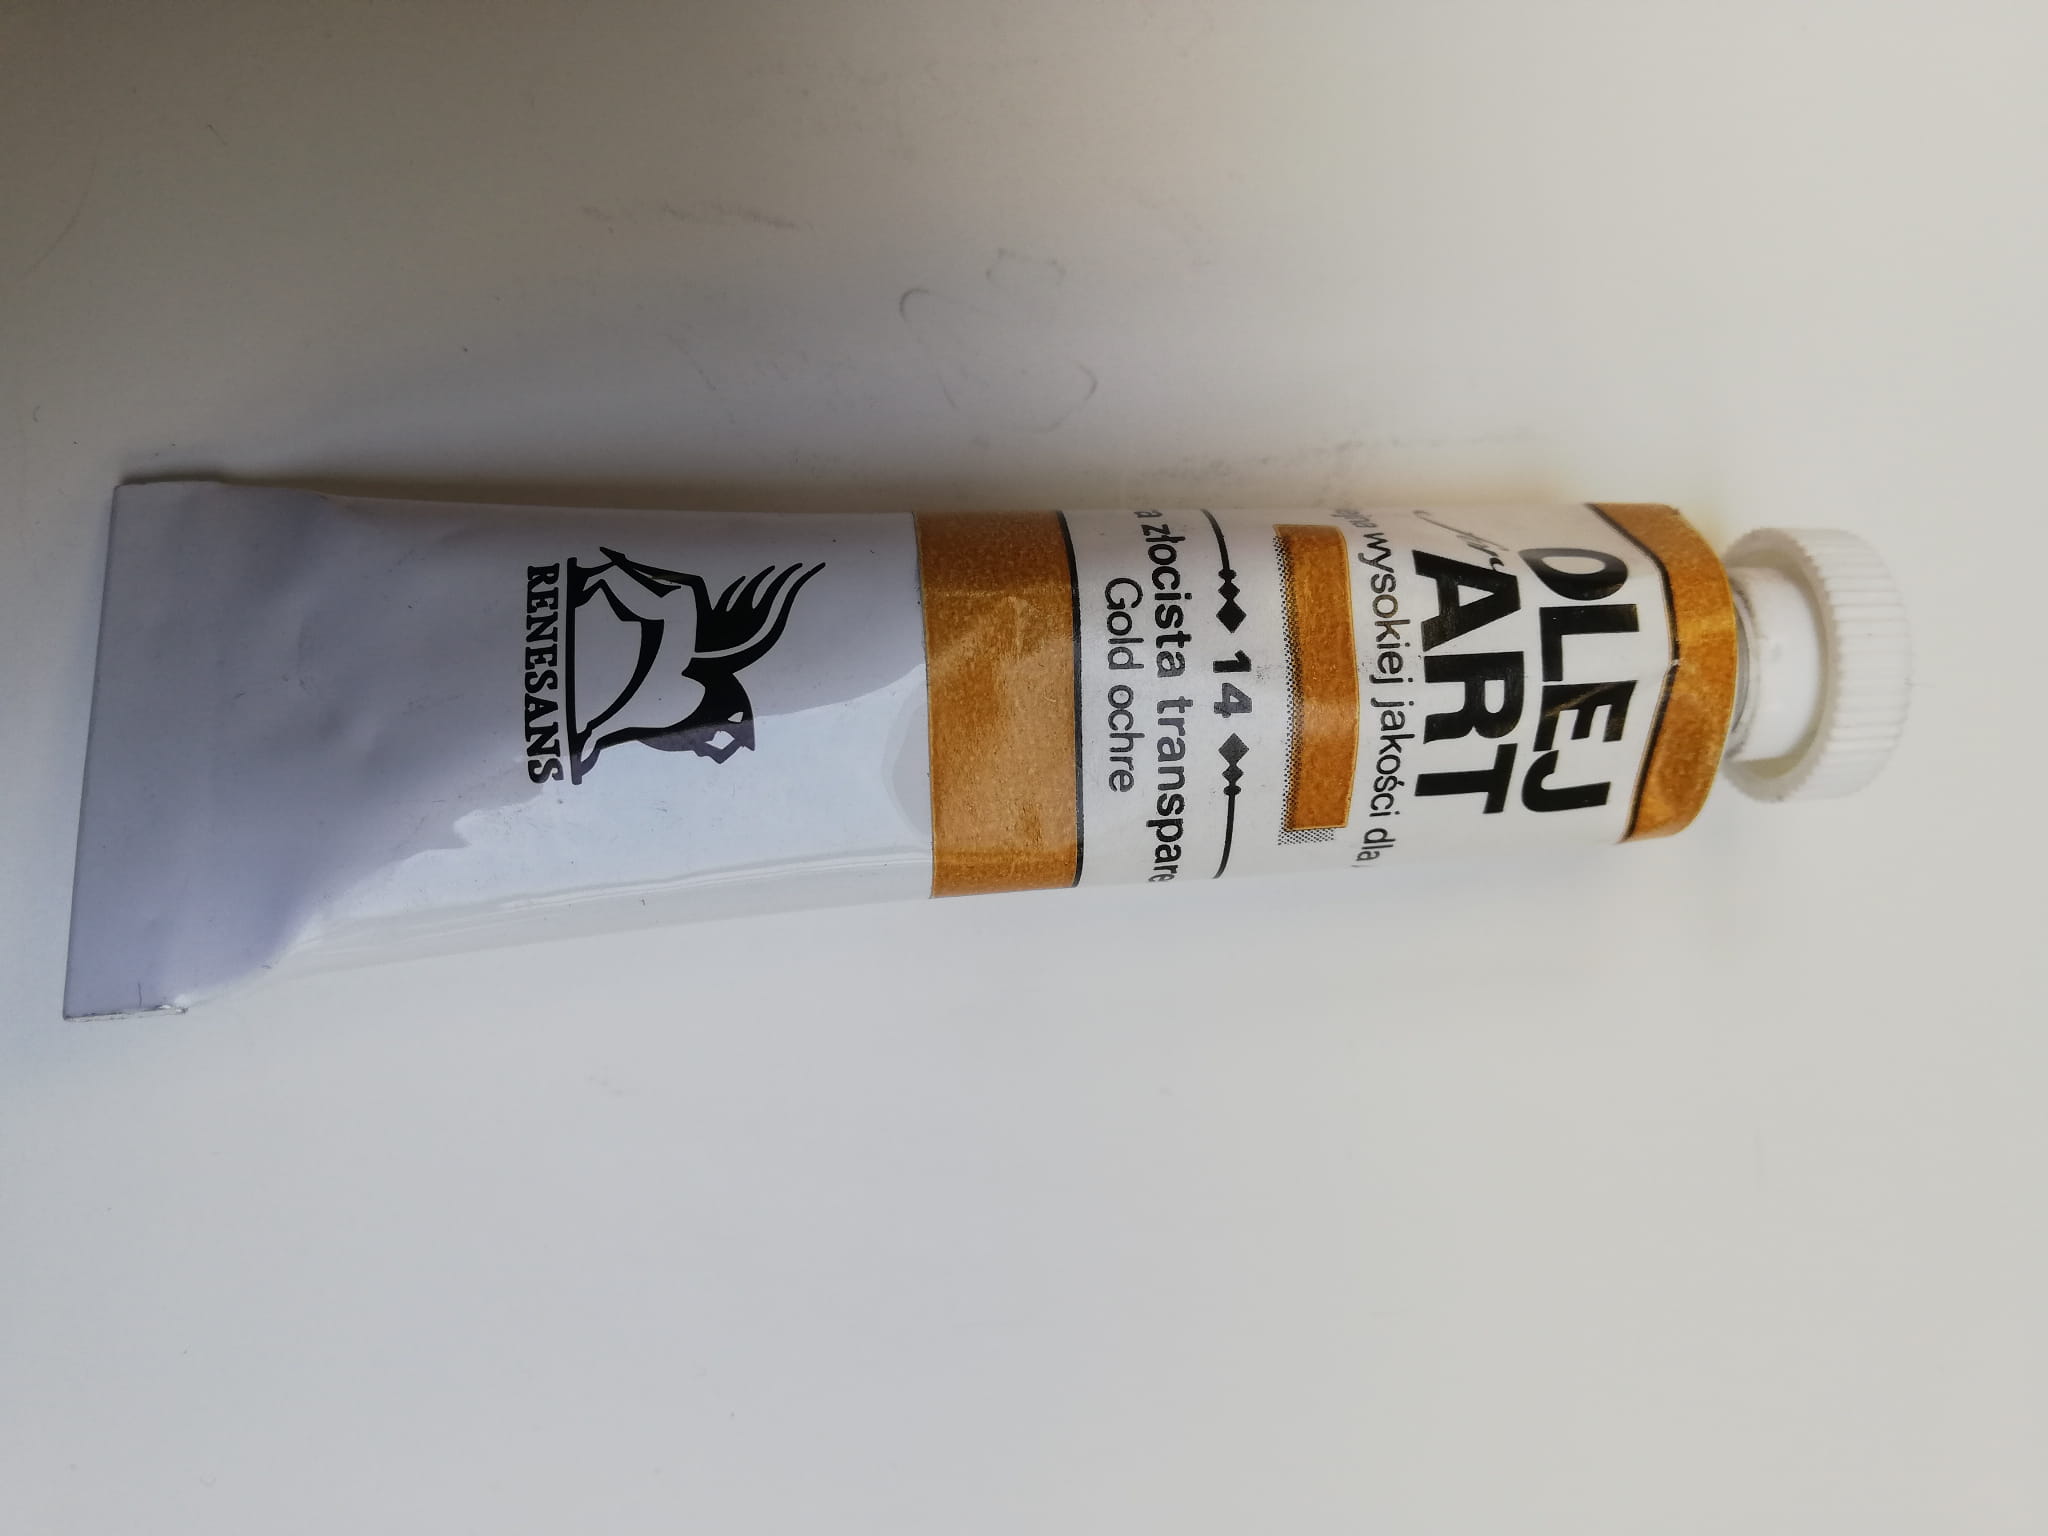 OLEJ
ART
wysokiej jakości dla
14
złocista transpare
Gold ochre
RENESANS